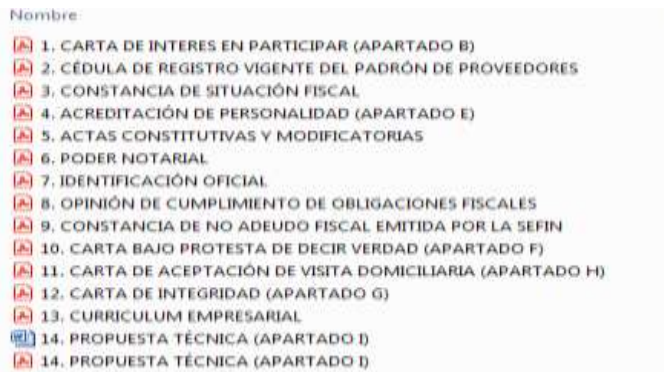 Nombre
1. CARTA DE INTERES EN PARTICIPAR (APARTADO B)
2. CÉDULA DE REGISTRO VIGENTE DEL PADRÓN DE PROVEEDORES
3. CONSTANCIA DE SITUACIÓN FISCAL
4. ACREDITACIÓN DE PERSONALIDAD (APARTADO E)
5. ACTAS CONSTITUTIVAS Y MODIFICATORIAS
6. PODER NOTARIAL
7. IDENTIFICACIÓN OFICIAL
8. OPINIÓN DE CUMPLIMIENTO DE OBLIGACIONES FISCALES
9. CONSTANCIA DE NO ADEUDO FISCAL EMITIDA POR LA SEFIN
10. CARTA BAJO PROTESTA DE DECIR VERDAD (APARTADO F)
11. CARTA DE ACEPTACIÓN DE VISITA DOMICILIARIA (APARTADO H)
12. CARTA DE INTEGRIDAD (APARTADO G)
13. CURRICULUM EMPRESARIAL
14. PROPUESTA TÉCNICA (APARTADO I)
14. PROPUESTA TÉCNICA (APARTADO I)